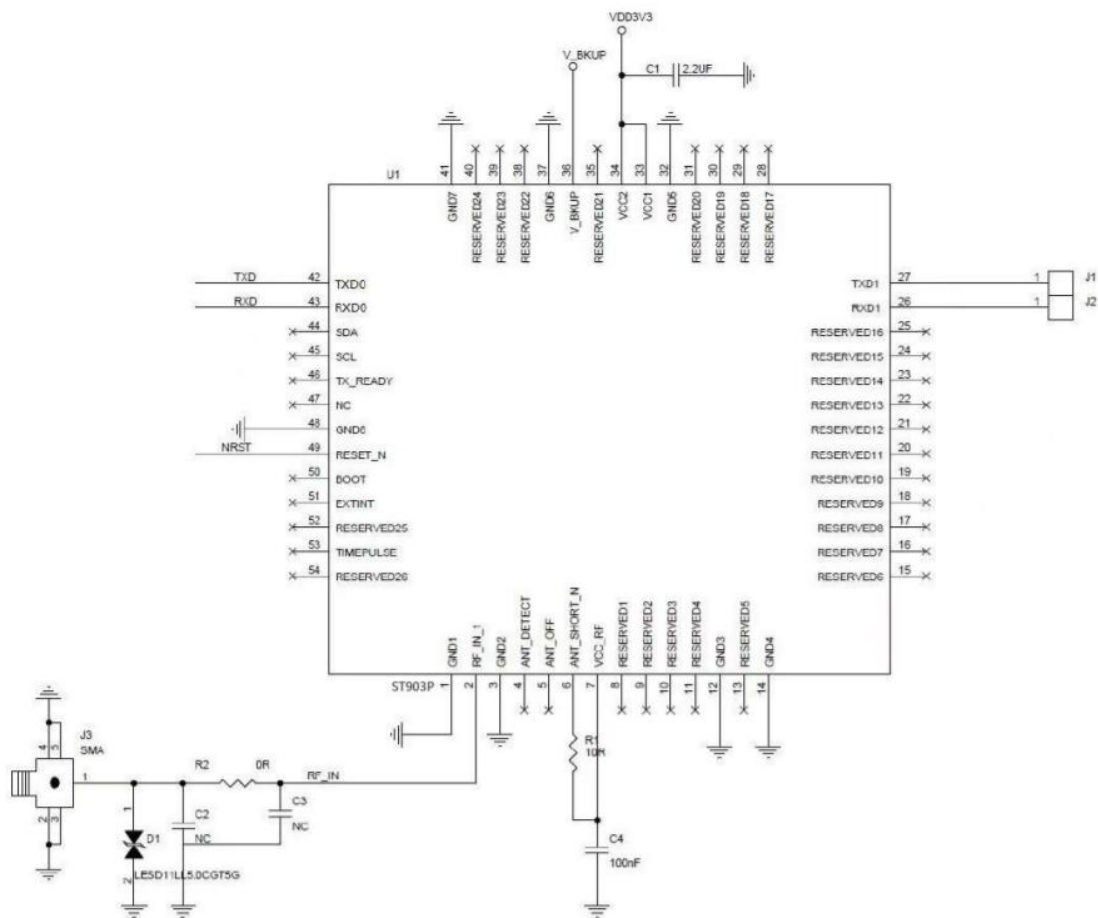 VDD3V3
V_BKUP
C1 2.2UF
U1
41 40 39 38 37 36 35 34 33 32 31 30 29 28
GND7 RESERVED24 RESERVED23 RESERVED22 GND6 V_BKUP RESERVED21 VCC2 VCC1 GND5 RESERVED20 RESERVED19 RESERVED18 RESERVED17
TXD 42 TXD0 TXD1 27 1 J1
RXD 43 RXD0 RXD1 26 1 J2
44 SDA RESERVED16 25
45 SCL RESERVED15 24
46 TX_READY RESERVED14 23
47 NC RESERVED13 22
48 GND8 RESERVED12 21
NRST 49 RESET_N RESERVED11 20
50 BOOT RESERVED10 19
51 EXTINT RESERVED9 18
52 RESERVED25 RESERVED8 17
53 TIMEPULSE RESERVED7 16
54 RESERVED26 RESERVED6 15
GND1 RF_IN_1 GND2 ANT_DETECT ANT_OFF ANT_SHORT_N VCC_RF RESERVED1 RESERVED2 RESERVED3 RESERVED4 GND3 RESERVED5 GND4
ST903P
1 2 3 4 5 6 7 8 9 10 11 12 13 14
R1
10R
J3
SMA
4 5
1
2 3
R2 0R
RF_IN
C2
NC
C3
NC
1
D1
2
LESD11LL5.0CGT5G
C4
100nF